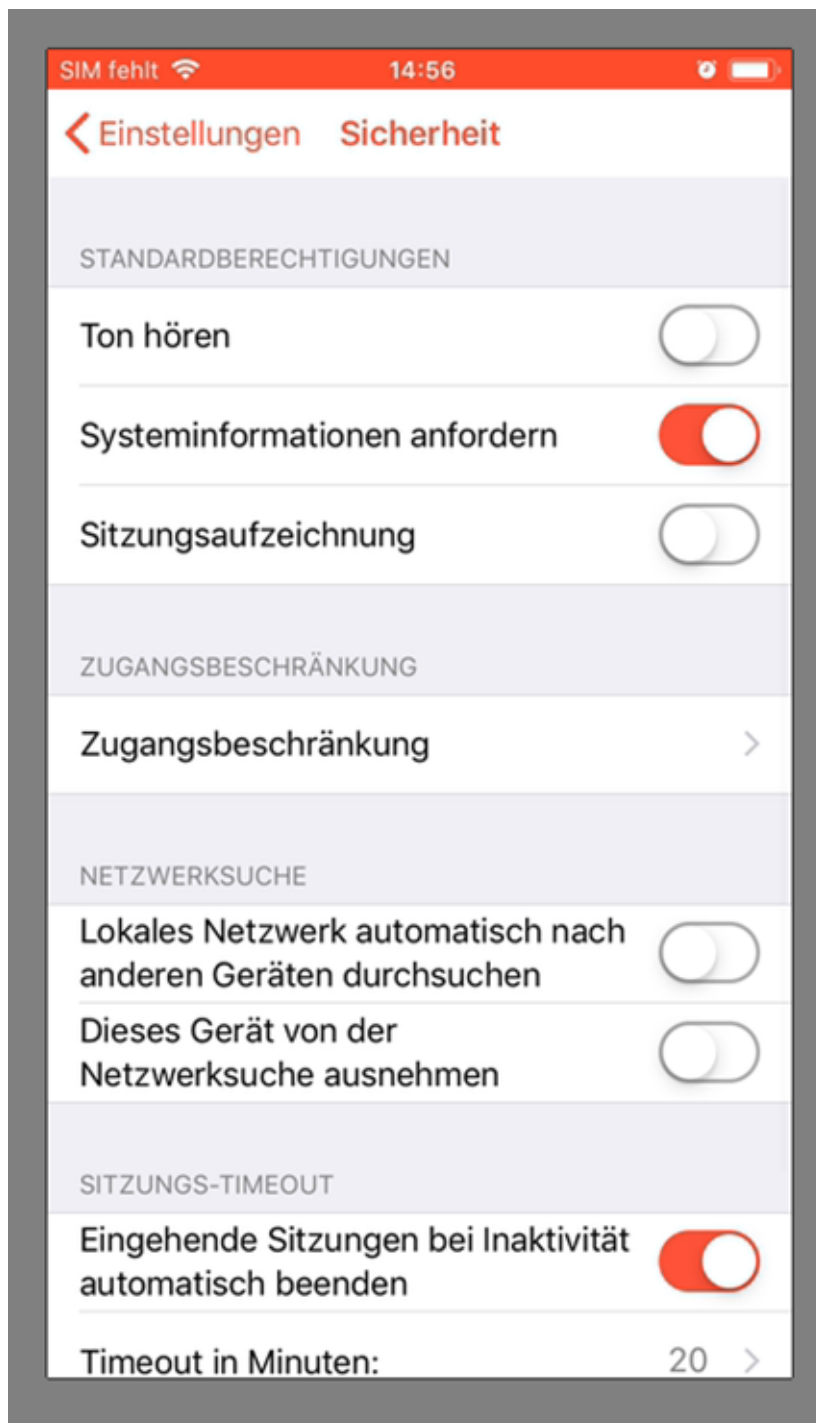 SIM fehlt 14:56
Einstellungen Sicherheit
STANDARDBERECHTIGUNGEN
Ton hören
Systeminformationen anfordern
Sitzungsaufzeichnung
ZUGANGSBESCHRÄNKUNG
Zugangsbeschränkung
NETZWERKSUCHE
Lokales Netzwerk automatisch nach
anderen Geräten durchsuchen
Dieses Gerät von der
Netzwerksuche ausnehmen
SITZUNGS-TIMEOUT
Eingehende Sitzungen bei Inaktivität
automatisch beenden
Timeout in Minuten: 20